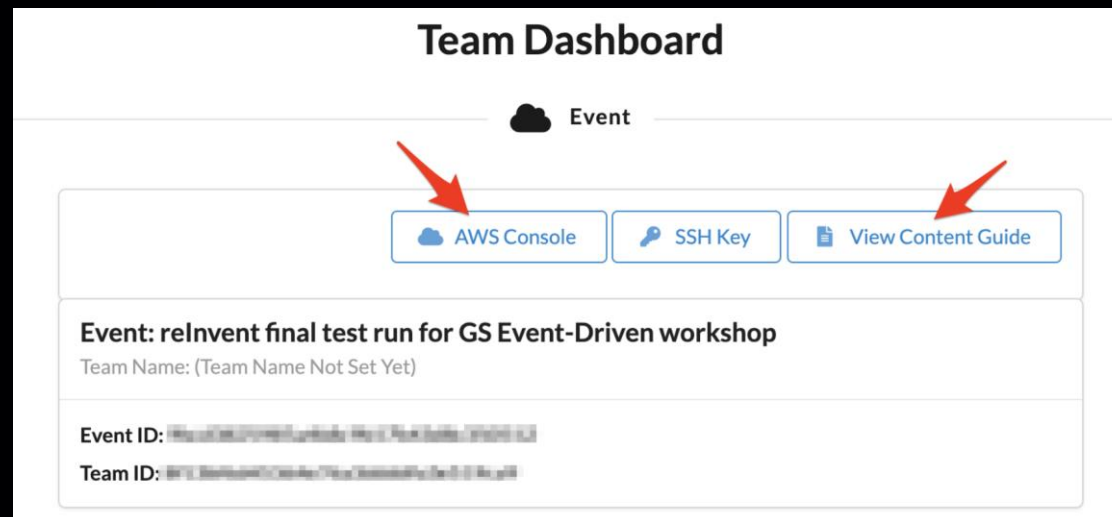 Team Dashboard
Event
AWS Console SSH Key View Content Guide
Event: reInvent final test run for GS Event-Driven workshop
Team Name: (Team Name Not Set Yet)
Event ID:
Team ID: